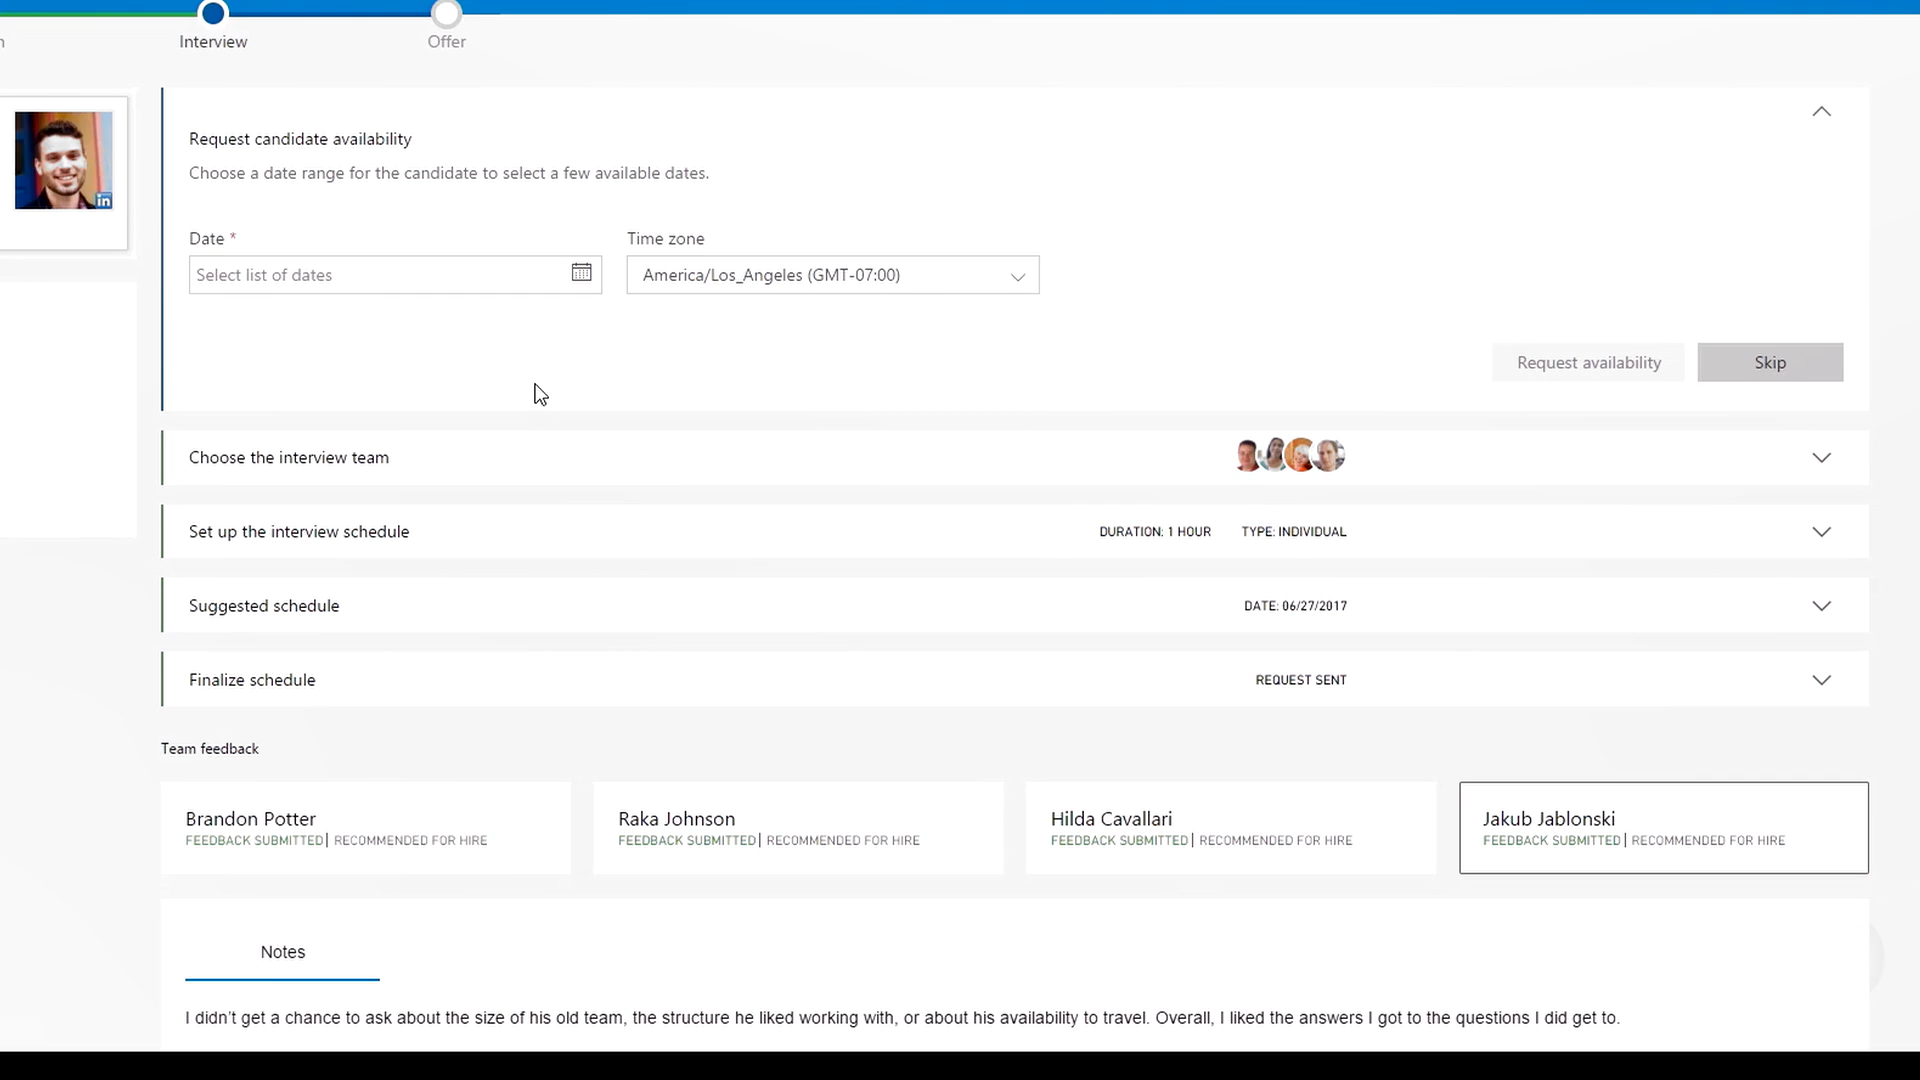 n
Interview
Offer
in
Request candidate availability
Choose a date range for the candidate to select a few available dates.
Date *
Time zone
Select list of dates
America/Los_Angeles (GMT-07:00)
Request availability
Skip
Choose the interview team
Set up the interview schedule
DURATION: 1 HOUR
TYPE: INDIVIDUAL
Suggested schedule
DATE: 06/27/2017
Finalize schedule
REQUEST SENT
Team feedback
Brandon Potter
FEEDBACK SUBMITTED | RECOMMENDED FOR HIRE
Raka Johnson
FEEDBACK SUBMITTED | RECOMMENDED FOR HIRE
Hilda Cavallari
FEEDBACK SUBMITTED | RECOMMENDED FOR HIRE
Jakub Jablonski
FEEDBACK SUBMITTED | RECOMMENDED FOR HIRE
Notes
I didn't get a chance to ask about the size of his old team, the structure he liked working with, or about his availability to travel. Overall, I liked the answers I got to the questions I did get to.